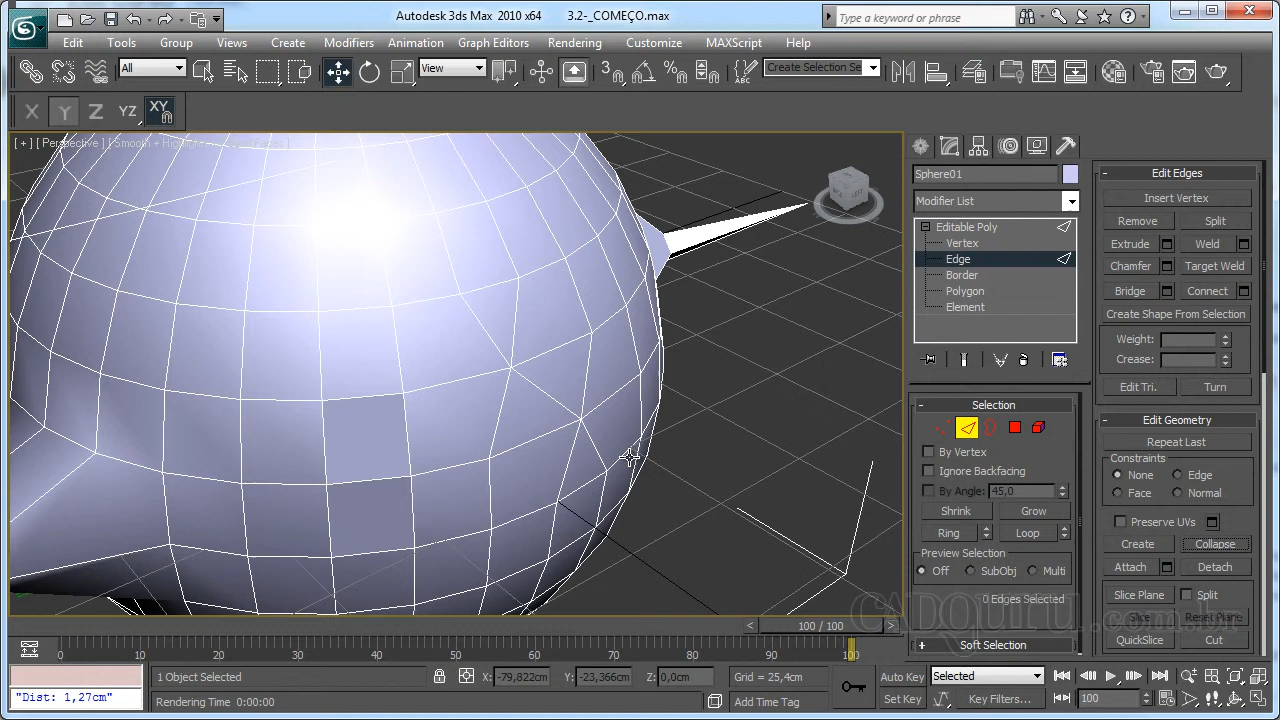 Autodesk 3ds Max 2010 x64 3.2-_COMEÇO.max
Type a keyword or phrase
Edit Tools Group Views Create Modifiers Animation Graph Editors Rendering Customize MAXScript Help
All View Create Selection Se
X Y Z YZ XY
[ + ] [ Perspective ] [ Smooth +
Sphere01
Modifier List
Editable Poly
Vertex
Edge
Border
Polygon
Element
Selection
By Vertex
Ignore Backfacing
By Angle: 45,0
Shrink Grow
Ring Loop
Preview Selection
Off SubObj Multi
0 Edges Selected
Soft Selection
Edit Edges
Insert Vertex
Remove Split
Extrude Weld
Chamfer Target Weld
Bridge Connect
Create Shape From Selection
Weight:
Crease:
Edit Tri. Turn
Edit Geometry
Repeat Last
Constraints
None Edge
Face Normal
Preserve UVs
Create Collapse
Attach Detach
Slice Plane Split
Slice Reset Plane
QuickSlice Cut
CADGURU.com.br
100 / 100
0 10 20 30 40 50 60 70 80 90 100
1 Object Selected X: -79,822cm Y: -23,366cm Z: 0,0cm Grid = 25,4cm Auto Key Selected
"Dist: 1,27cm" Rendering Time 0:00:00 Add Time Tag Set Key Key Filters... 100